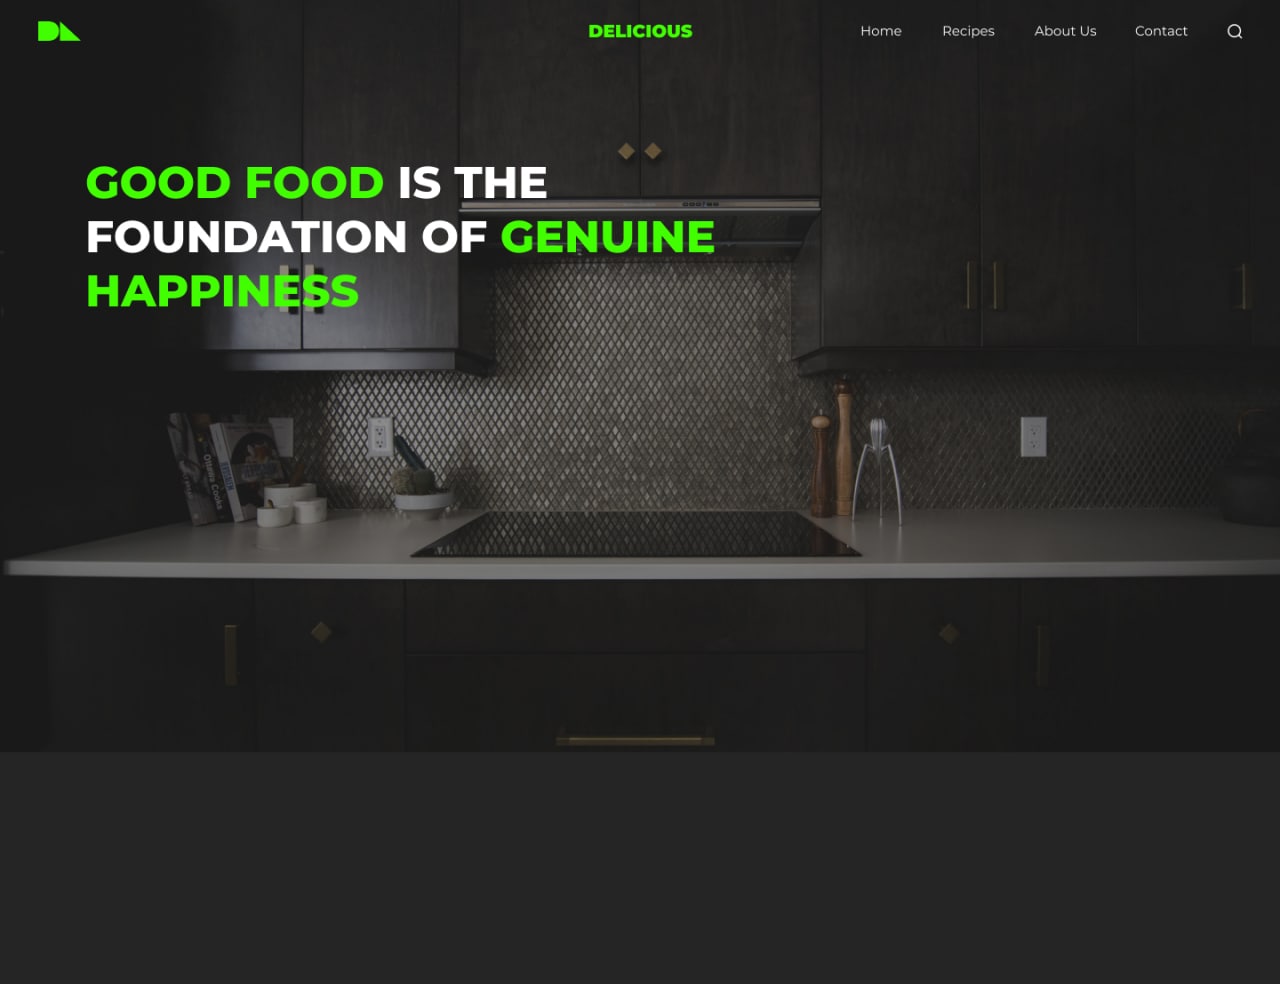 DELICIOUS
Home Recipes About Us Contact
GOOD FOOD IS THE
FOUNDATION OF GENUINE
HAPPINESS
Ottawa Cooks